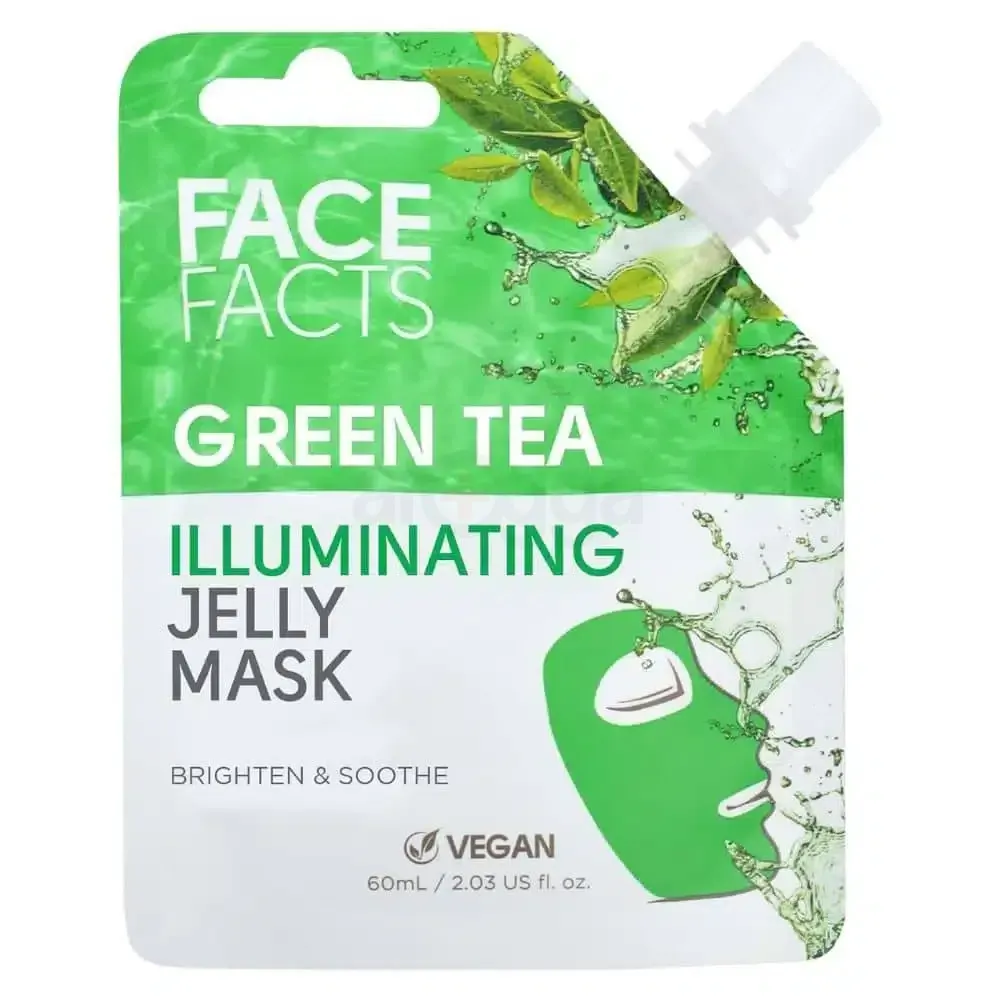 FACE
FACTS
GREEN TEA
ILLUMINATING
JELLY
MASK
BRIGHTEN & SOOTHE
VEGAN
60mL / 2.03 US fl. oz.